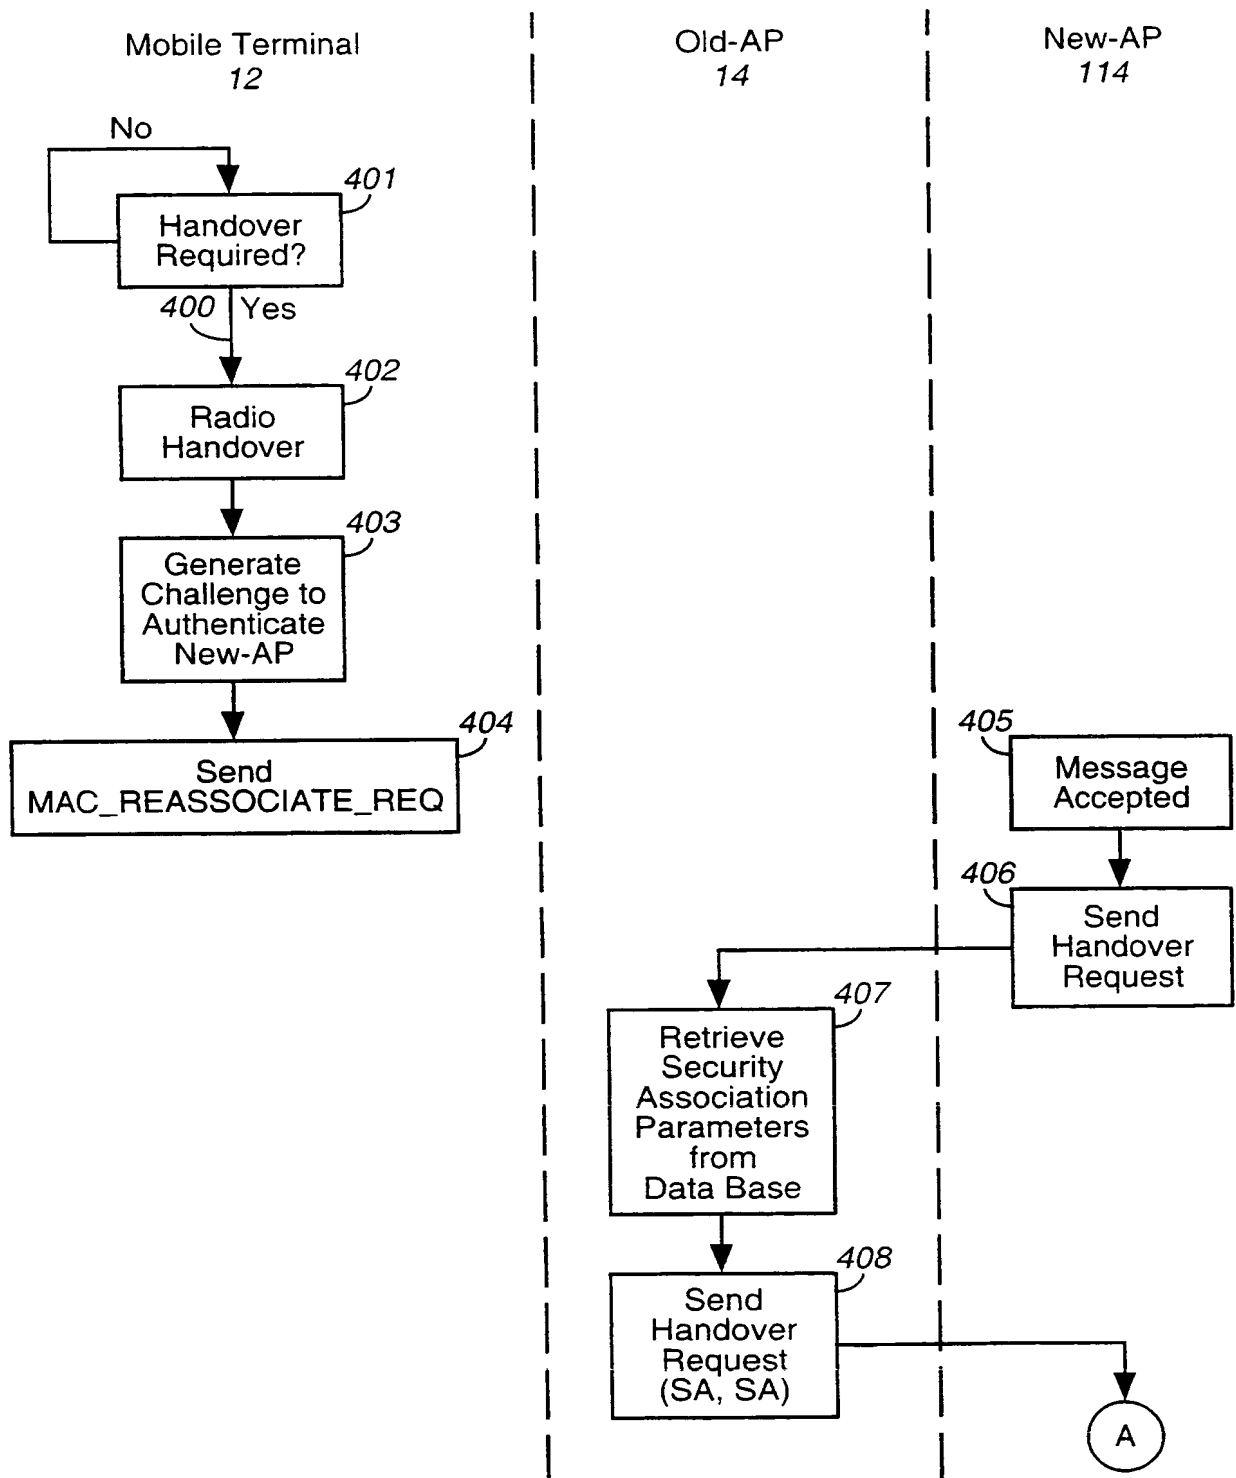 Mobile Terminal
12
Old-AP
14
New-AP
114
No
401
Handover
Required?
400
Yes
402
Radio
Handover
403
Generate
Challenge to
Authenticate
New-AP
404
Send
MAC_REASSOCIATE_REQ
405
Message
Accepted
406
Send
Handover
Request
407
Retrieve
Security
Association
Parameters
from
Data Base
408
Send
Handover
Request
(SA, SA)
A